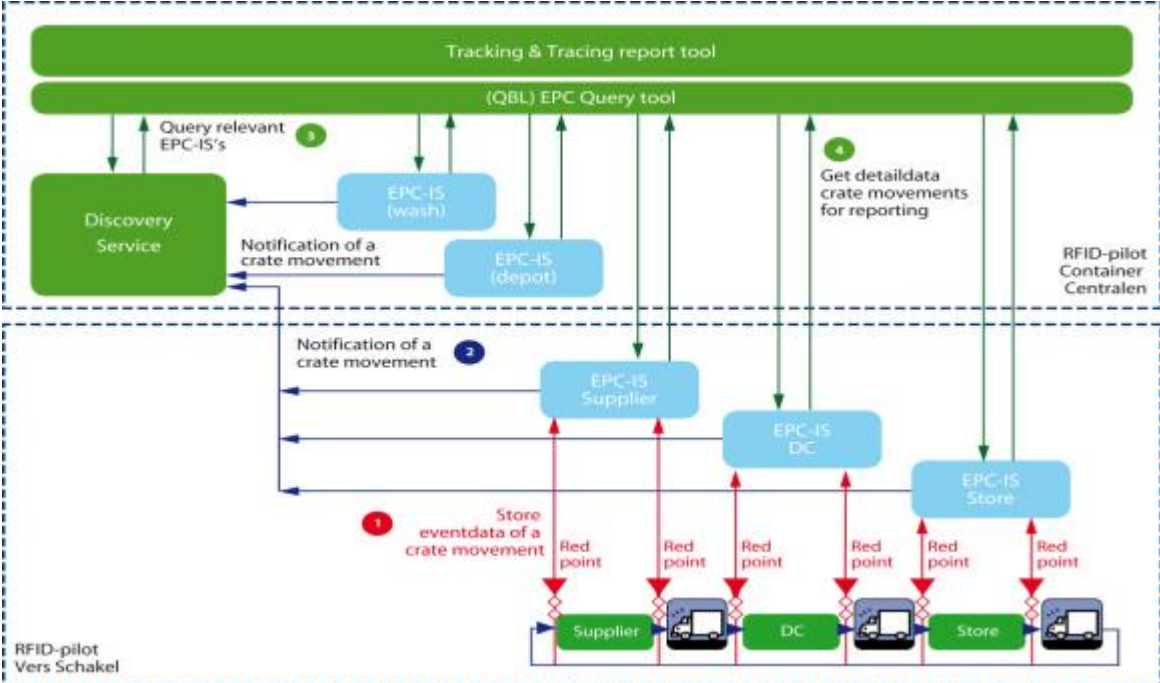 Tracking & Tracing report tool
(QBL) EPC Query tool
Query relevant
EPC-IS's
3
4
Get detaildata
crate movements
for reporting
EPC-IS
(wash)
Discovery
Service
Notification of a
crate movement
EPC-IS
(depot)
RFID-pilot
Container
Centralen
Notification of a
crate movement
2
EPC-IS
Supplier
EPC-IS
DC
EPC-IS
Store
1
Store
eventdata of a
crate movement
Red
point
Red
point
Red
point
Red
point
Red
point
Red
point
Supplier
DC
Store
RFID-pilot
Vers Schakel